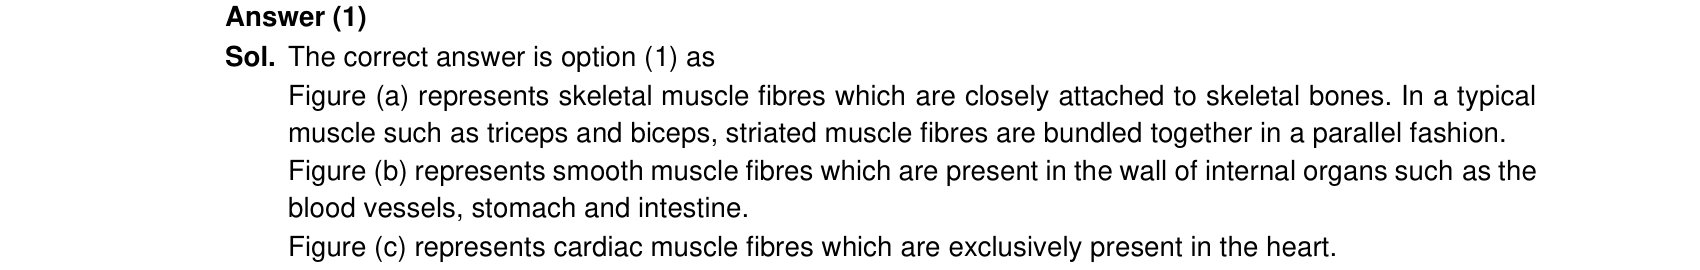 Answer (1)
Sol. The correct answer is option (1) as
Figure (a) represents skeletal muscle fibres which are closely attached to skeletal bones. In a typical
muscle such as triceps and biceps, striated muscle fibres are bundled together in a parallel fashion.
Figure (b) represents smooth muscle fibres which are present in the wall of internal organs such as the
blood vessels, stomach and intestine.
Figure (c) represents cardiac muscle fibres which are exclusively present in the heart.